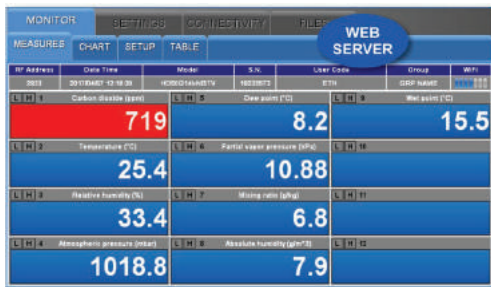 MONITOR SETTINGS CONNECTIVITY FILES
WEB SERVER
MEASURES CHART SETUP TABLE
RF Address Date Time Model S.N. User Code Group WiFi
ETH GRP NAME
L H 1 Carbon dioxide (ppm) L H 5 Dew point (°C) L H 9 Wet point (°C)
719 8.2 15.5
L H 2 Temperature (°C) L H 6 Partial vapor pressure (hPa) L H 10
25.4 10.88
L H 3 Relative humidity (%) L H 7 Mixing ratio (g/kg) L H 11
33.4 6.8
L H 4 Atmospheric pressure (mbar) L H 8 Absolute humidity (g/m^3) L H 12
1018.8 7.9